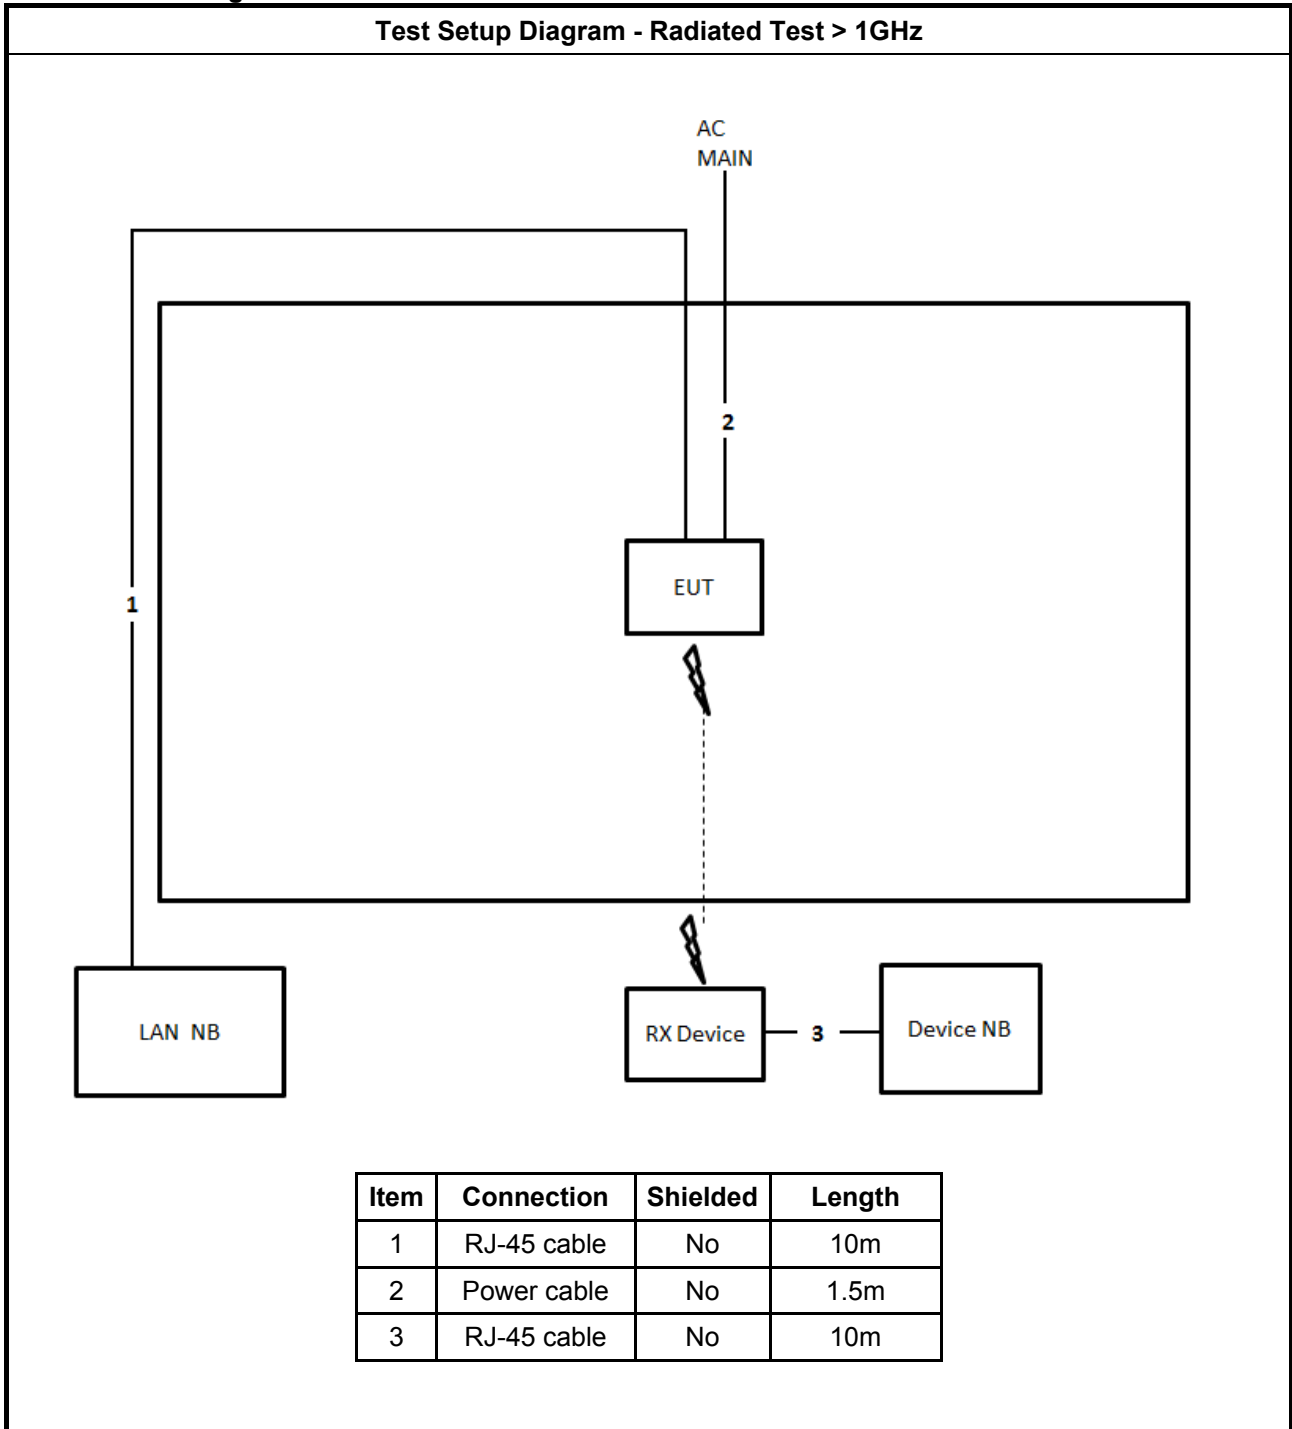 Test Setup Diagram - Radiated Test > 1GHz
AC
MAIN
2
EUT
1
LAN NB
RX Device
3
Device NB
Item Connection Shielded Length
1 RJ-45 cable No 10m
2 Power cable No 1.5m
3 RJ-45 cable No 10m